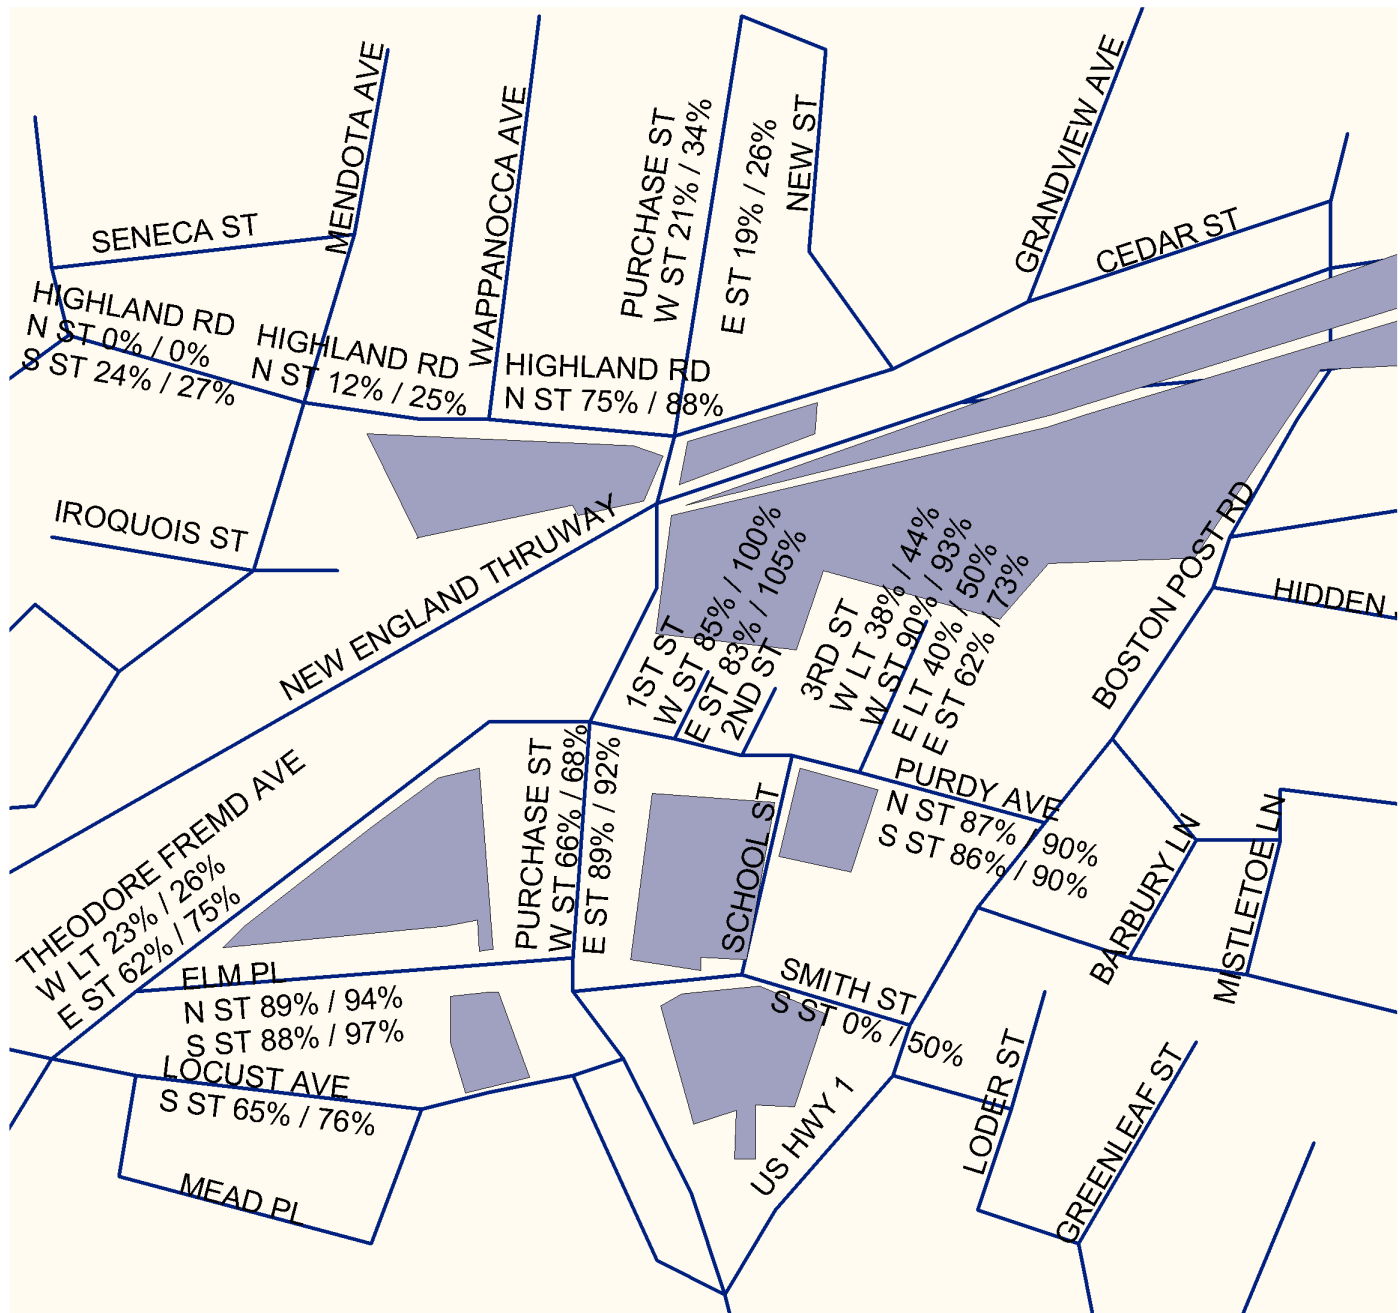 MENDOTA AVE
WAPPANOCCA AVE
PURCHASE ST
W ST 21% / 34%
E ST 19% / 26%
NEW ST
GRANDVIEW AVE
CEDAR ST
SENECA ST
HIGHLAND RD
N ST 0% / 0%
S ST 24% / 27%
HIGHLAND RD
N ST 12% / 25%
HIGHLAND RD
N ST 75% / 88%
IROQUOIS ST
NEW ENGLAND THRUWAY
1ST ST
W ST 85% / 100%
E ST 83% / 105%
2ND ST
3RD ST
W LT 38% / 44%
W ST 90% / 93%
E LT 40% / 50%
E ST 62% / 73%
BOSTON POST RD
HIDDEN
THEODORE FREMD AVE
W LT 23% / 26%
E ST 62% / 75%
PURCHASE ST
W ST 66% / 68%
E ST 89% / 92%
SCHOOL ST
PURDY AVE
N ST 87% / 90%
S ST 86% / 90%
BARBURY LN
MISTLETOE LN
ELM PL
N ST 89% / 94%
S ST 88% / 97%
SMITH ST
S ST 0% / 50%
LOCUST AVE
S ST 65% / 76%
MEAD PL
US HWY 1
LODER ST
GREENLEAF ST